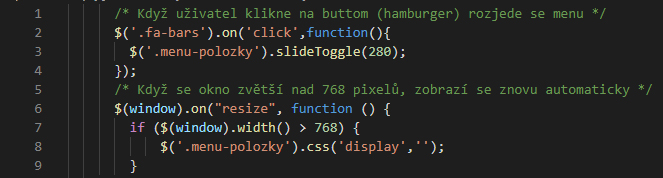 1 /* Když uživatel klikne na buttom (hamburger) rozjede se menu */
2 $('.fa-bars').on('click',function(){
3 $('.menu-polozky').slideToggle(280);
4 });
5 /* Když se okno zvětší nad 768 pixelů, zobrazí se znovu automaticky */
6 $(window).on("resize", function () {
7 if ($(window).width() > 768) {
8 $('.menu-polozky').css('display','');
9 }